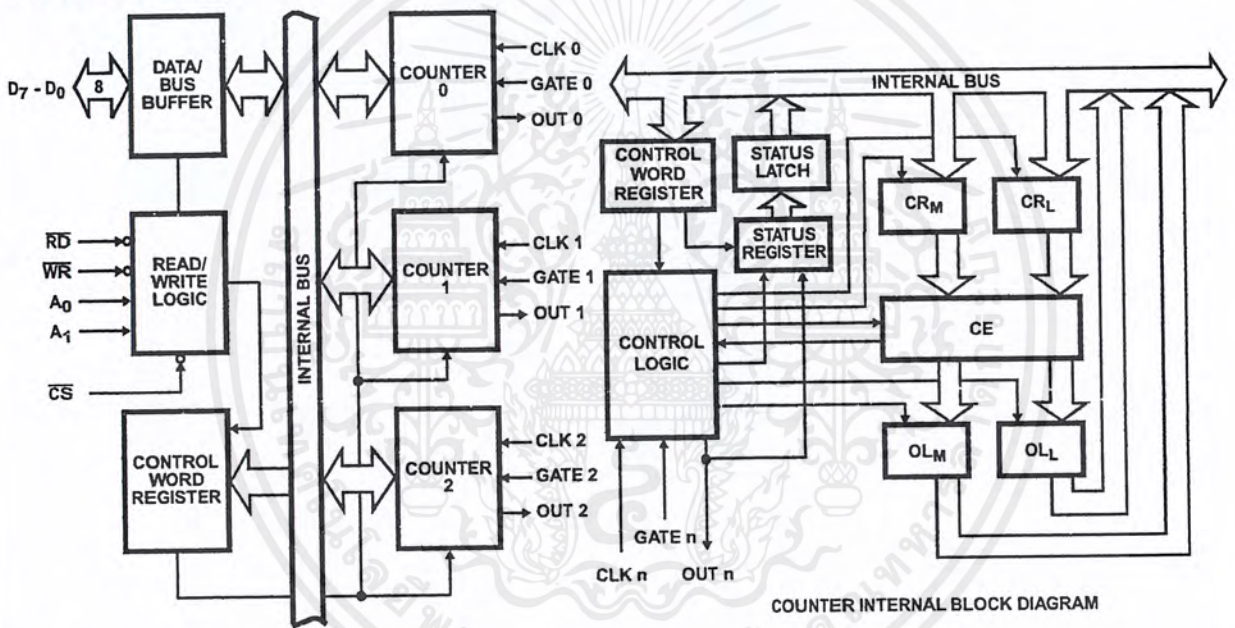 D7 - D0
8
DATA/
BUS
BUFFER
RD
WR
A0
A1
CS
READ/
WRITE
LOGIC
CONTROL
WORD
REGISTER
INTERNAL BUS
COUNTER
0
CLK 0
GATE 0
OUT 0
COUNTER
1
CLK 1
GATE 1
OUT 1
COUNTER
2
CLK 2
GATE 2
OUT 2
INTERNAL BUS
CONTROL
WORD
REGISTER
STATUS
LATCH
STATUS
REGISTER
CRM
CRL
CONTROL
LOGIC
CE
OLM
OLL
GATE n
CLK n
OUT n
COUNTER INTERNAL BLOCK DIAGRAM